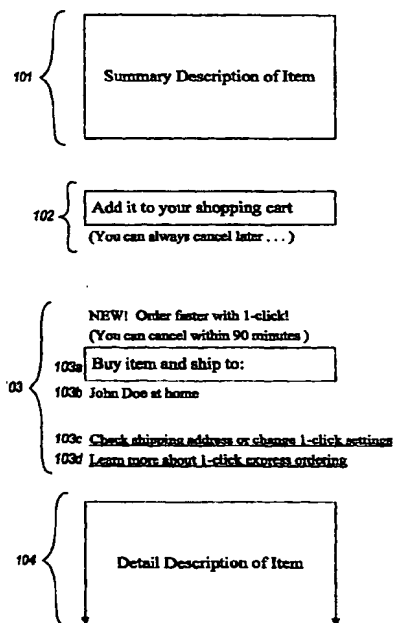 101 Summary Description of Item
102 Add it to your shopping cart
(You can always cancel later . . . )
NEW! Order faster with 1-click!
(You can cancel within 90 minutes )
103a Buy item and ship to:
03 103b John Doe at home
103c Check shipping address or change 1-click settings
103d Learn more about 1-click express ordering
104 Detail Description of Item